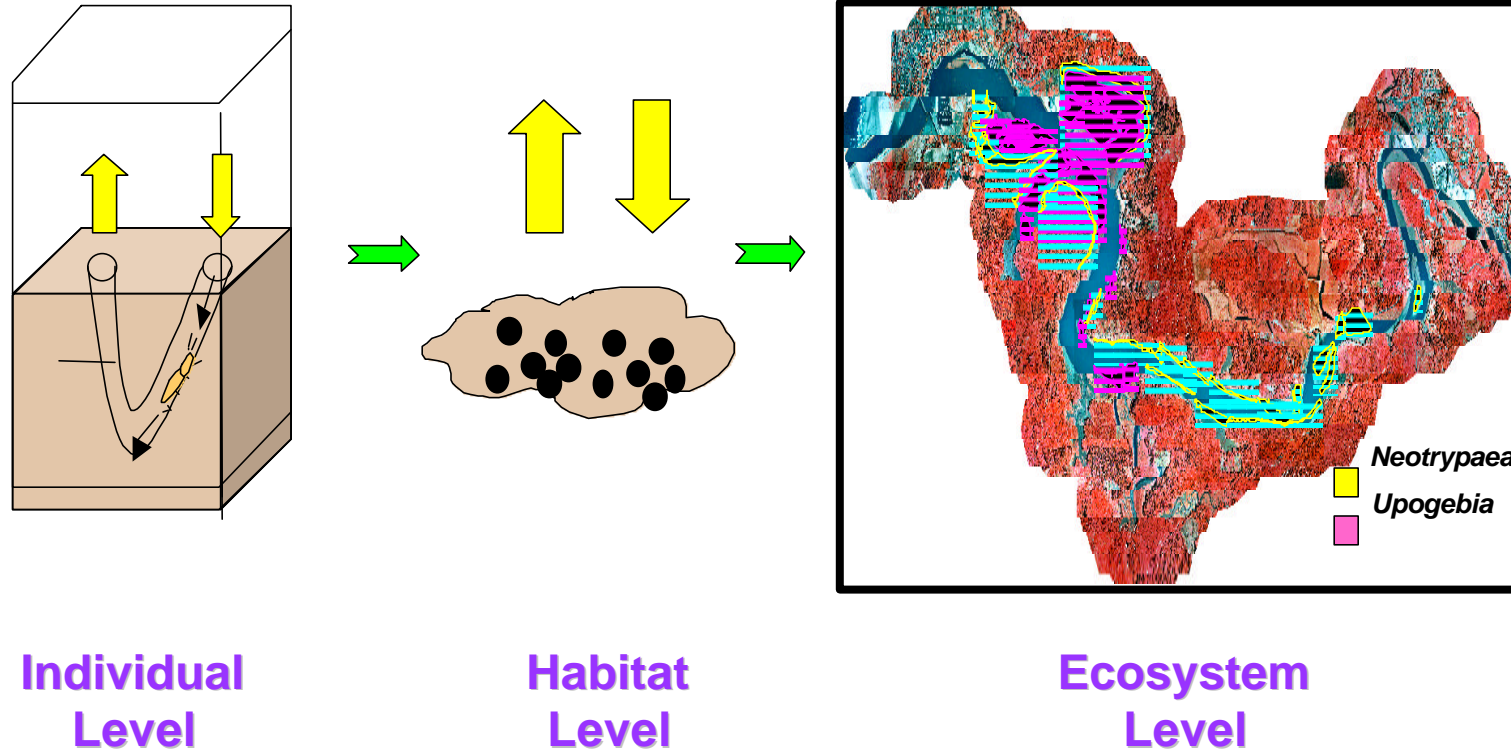 Neotrypaea
Upogebia
Individual
Level
Habitat
Level
Ecosystem
Level